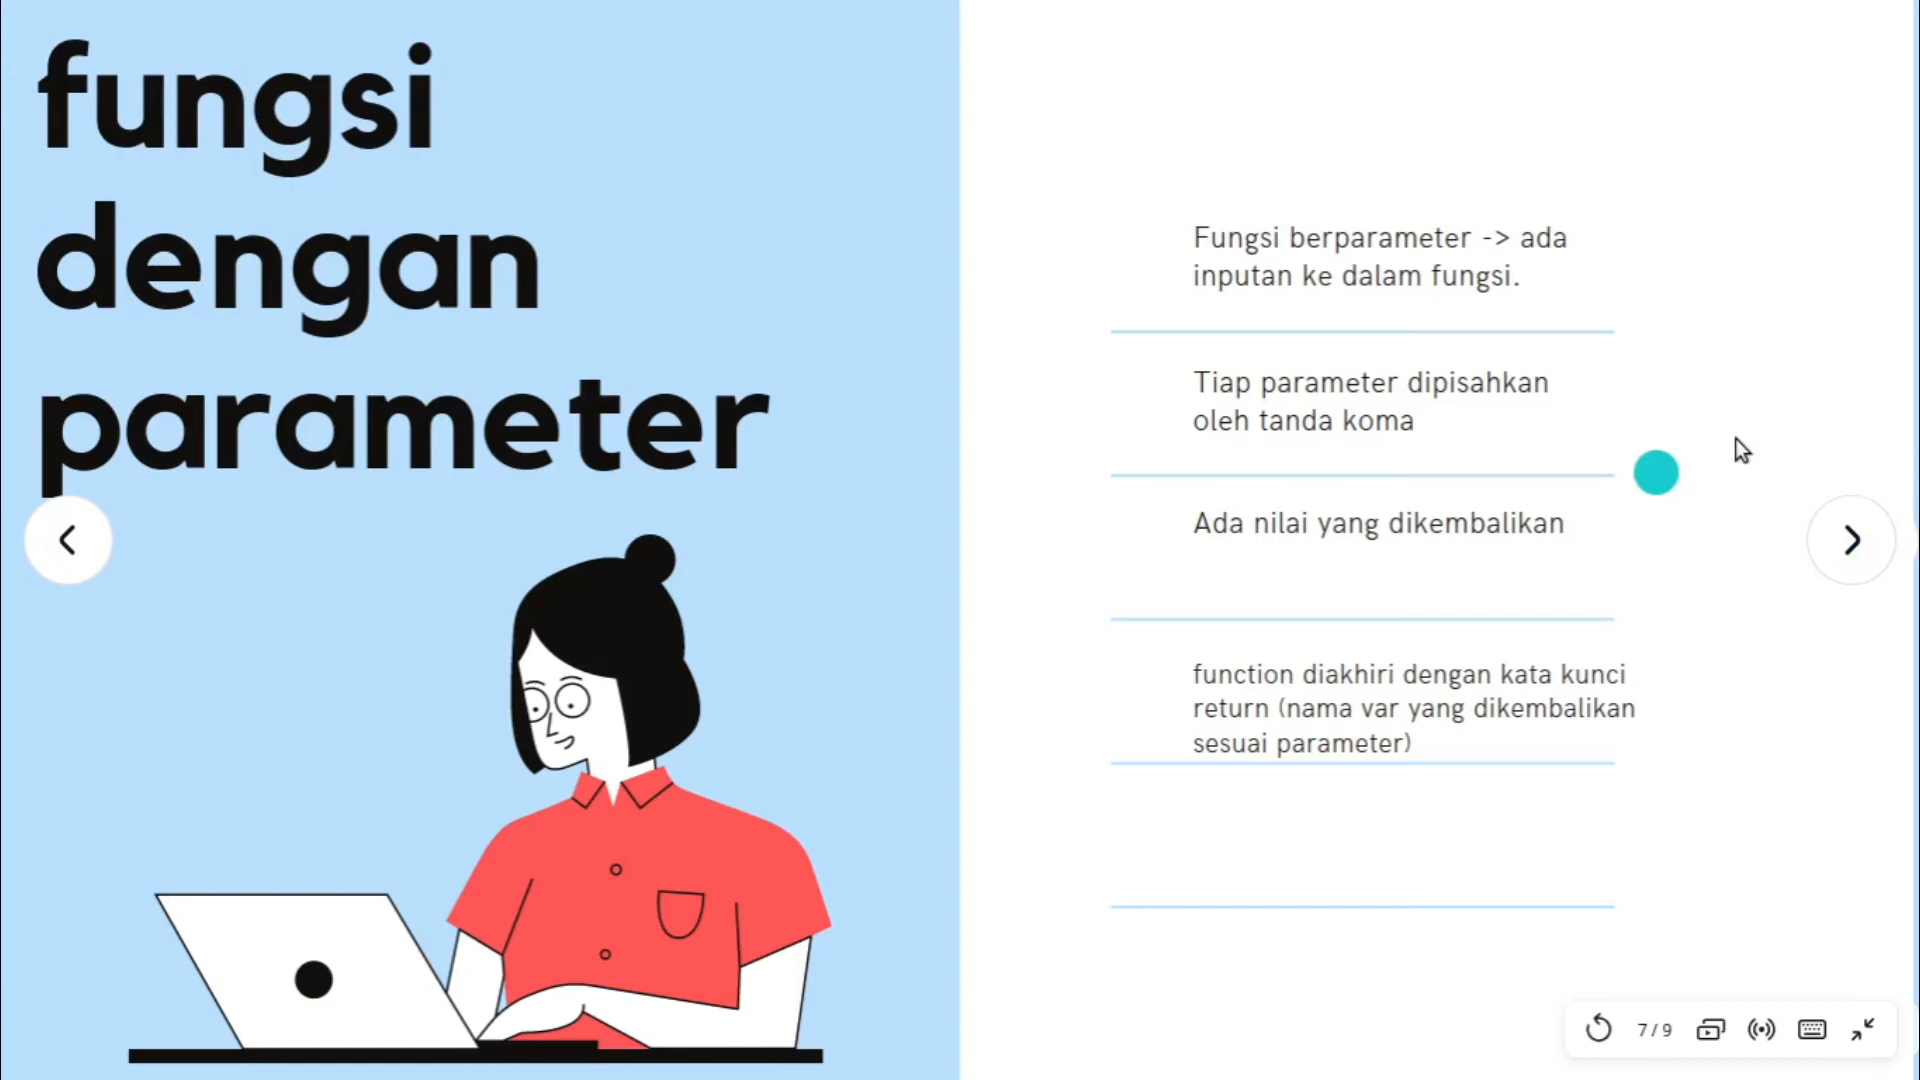 fungsi
dengan
parameter
Fungsi berparameter -> ada
inputan ke dalam fungsi.
Tiap parameter dipisahkan
oleh tanda koma
Ada nilai yang dikembalikan
function diakhiri dengan kata kunci
return (nama var yang dikembalikan
sesuai parameter)
7/9